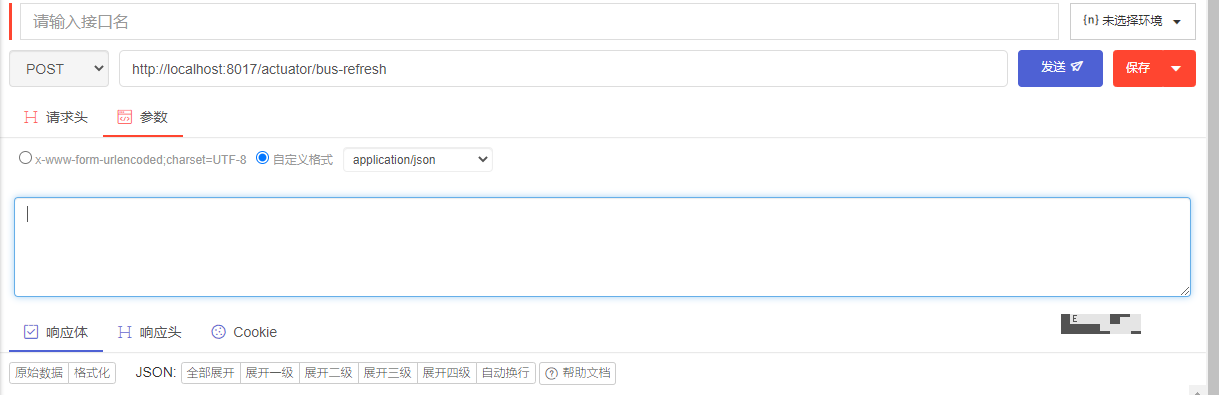 请输入接口名
{n} 未选择环境
POST http://localhost:8017/actuator/bus-refresh 发送 保存
请求头 参数
x-www-form-urlencoded;charset=UTF-8 自定义格式 application/json
响应体 响应头 Cookie
原始数据 格式化 JSON: 全部展开 展开一级 展开二级 展开三级 展开四级 自动换行 帮助文档